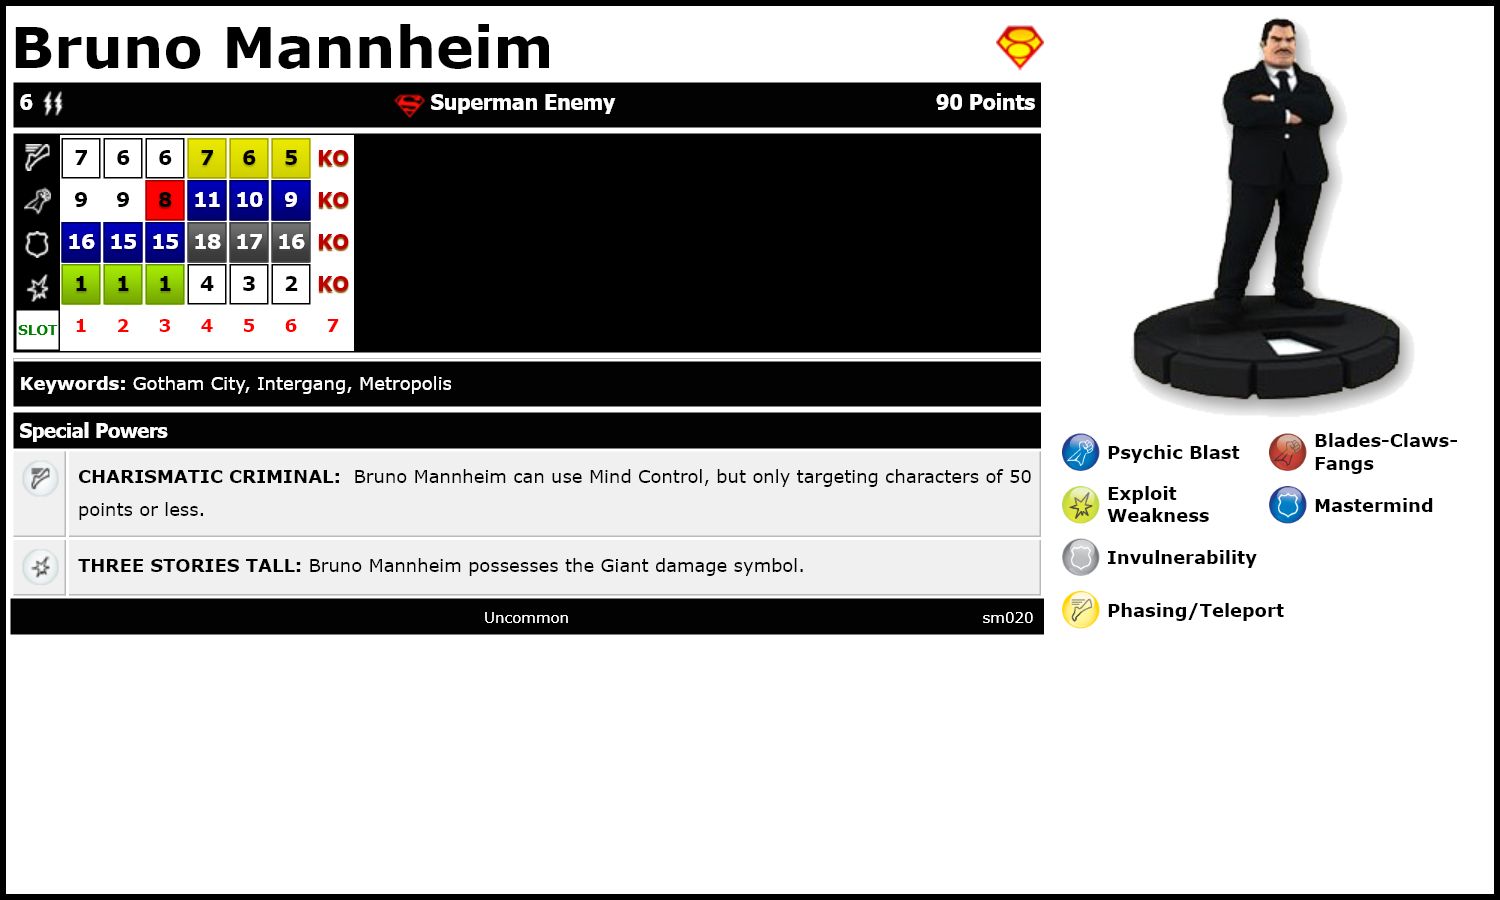 Bruno Mannheim
6 Superman Enemy 90 Points
7 6 6 7 6 5 KO
9 9 8 11 10 9 KO
16 15 15 18 17 16 KO
1 1 1 4 3 2 KO
SLOT 1 2 3 4 5 6 7
Keywords: Gotham City, Intergang, Metropolis
Special Powers
CHARISMATIC CRIMINAL: Bruno Mannheim can use Mind Control, but only targeting characters of 50
points or less.
THREE STORIES TALL: Bruno Mannheim possesses the Giant damage symbol.
Uncommon sm020
Psychic Blast
Blades-Claws-
Fangs
Exploit
Weakness
Mastermind
Invulnerability
Phasing/Teleport